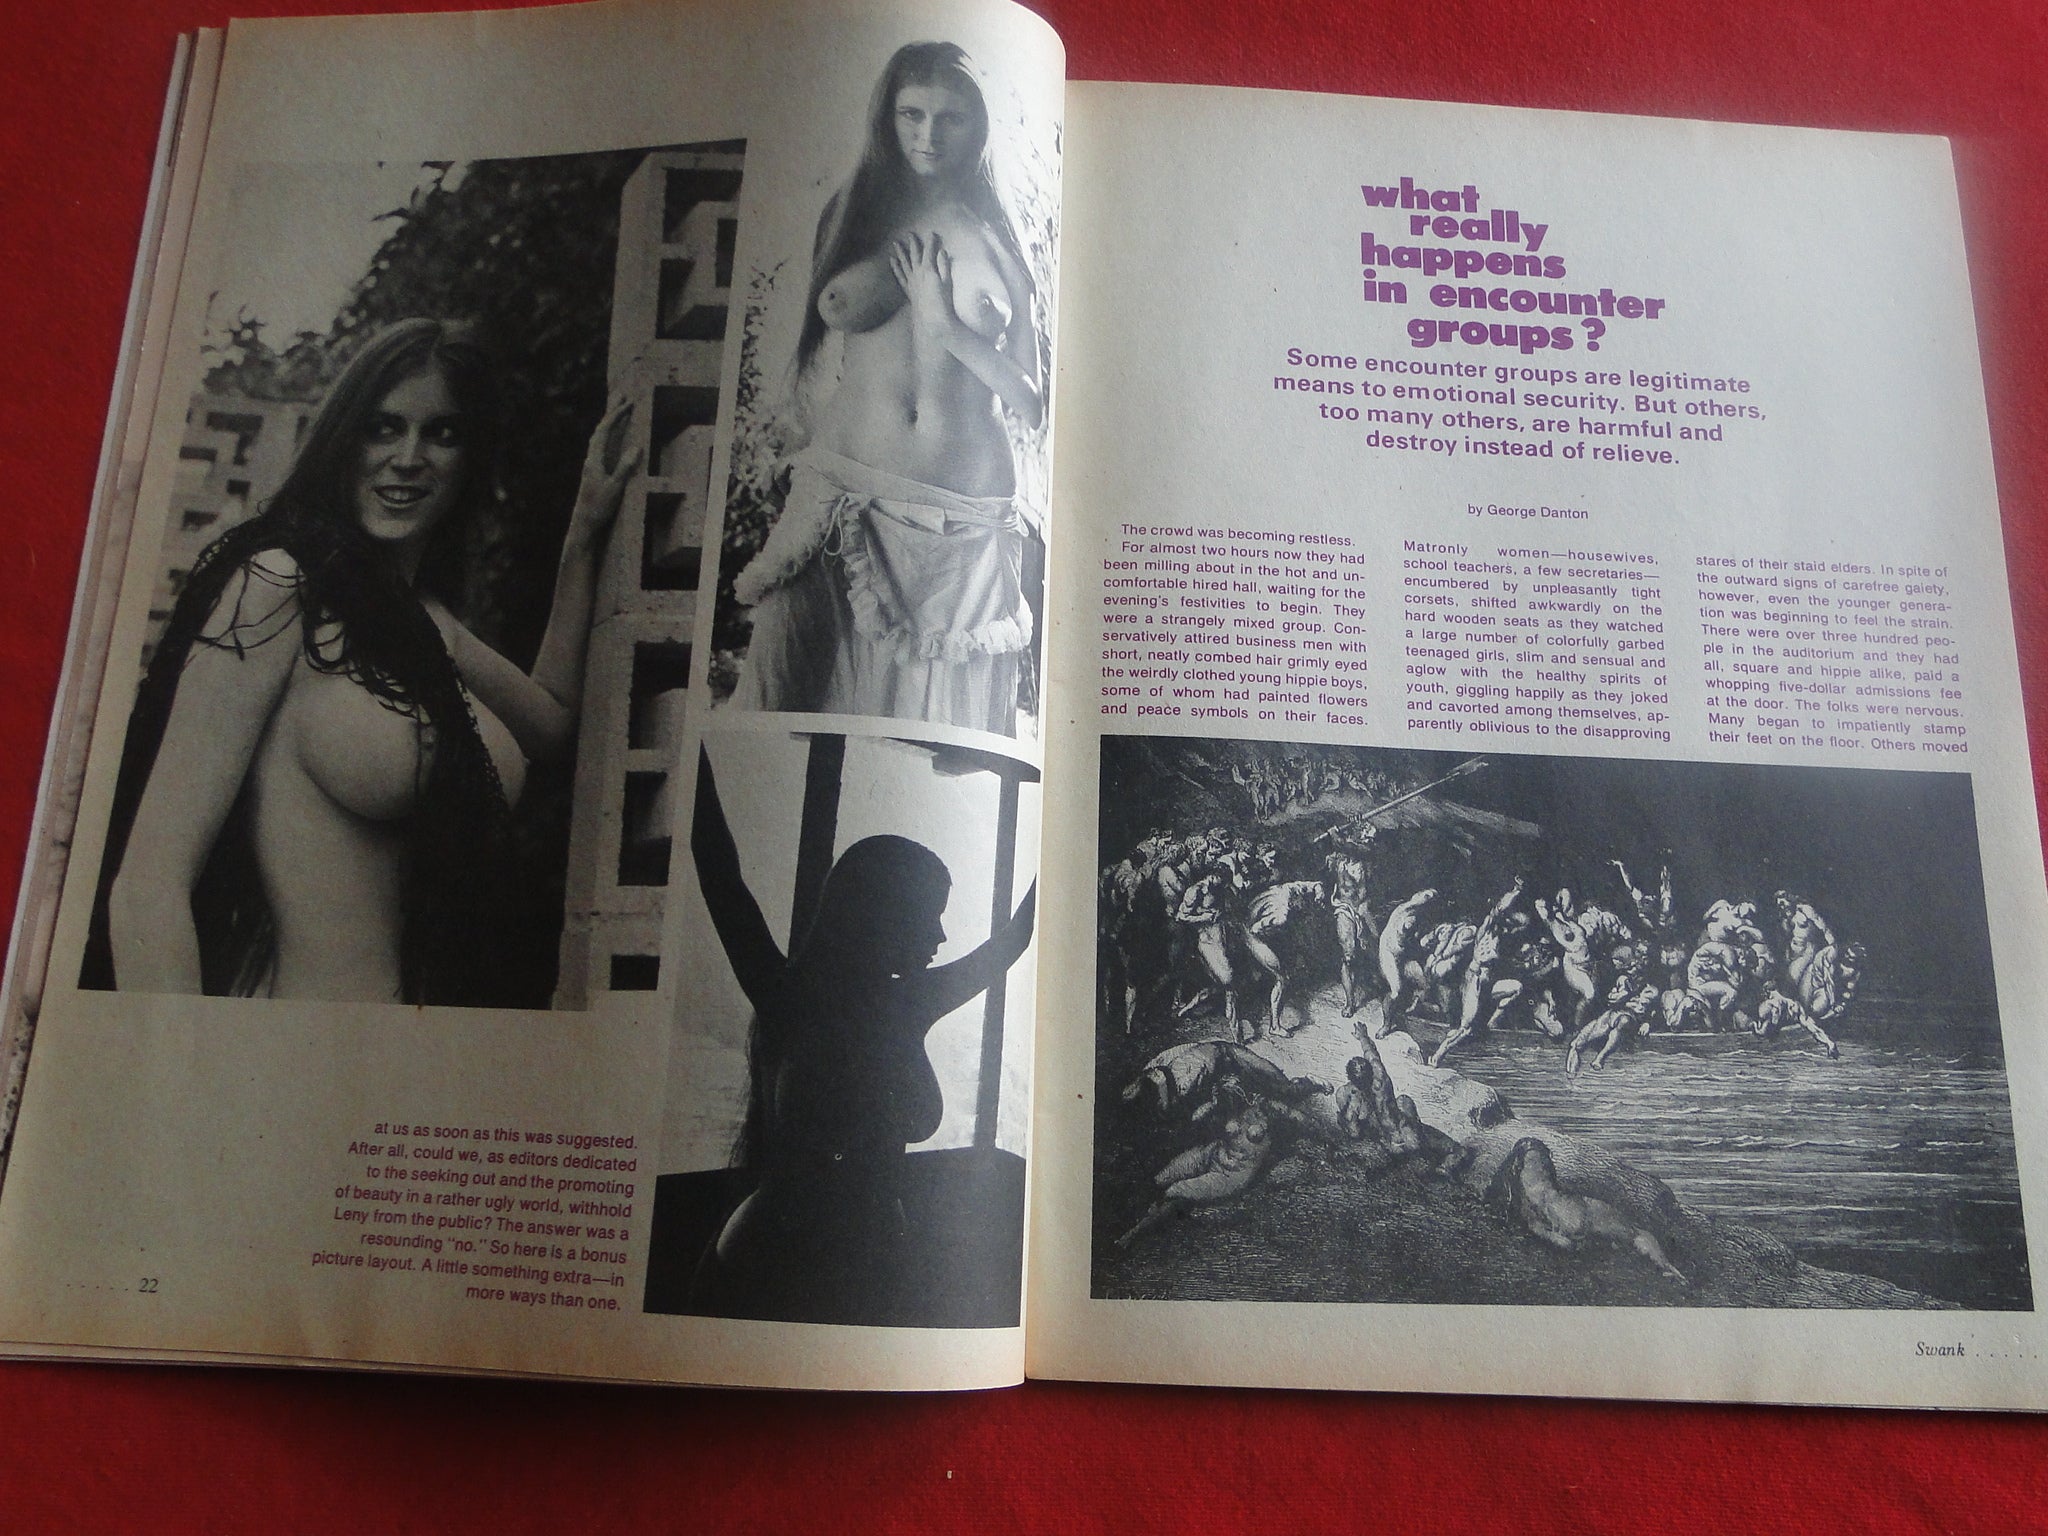 at us as soon as this was suggested.
After all, could we, as editors dedicated
to the seeking out and the promoting
of beauty in a rather ugly world, withhold
Leny from the public? The answer was a
resounding "no." So here is a bonus
picture layout. A little something extra—in
more ways than one.
. . . . . 22
what
really
happens
in encounter
groups?
Some encounter groups are legitimate
means to emotional security. But others,
too many others, are harmful and
destroy instead of relieve.
by George Danton
The crowd was becoming restless.
For almost two hours now they had
been milling about in the hot and un-
comfortable hired hall, waiting for the
evening's festivities to begin. They
were a strangely mixed group. Con-
servatively attired business men with
short, neatly combed hair grimly eyed
the weirdly clothed young hippie boys,
some of whom had painted flowers
and peace symbols on their faces.
Matronly women—housewives,
school teachers, a few secretaries—
encumbered by unpleasantly tight
corsets, shifted awkwardly on the
hard wooden seats as they watched
a large number of colorfully garbed
teenaged girls, slim and sensual and
aglow with the healthy spirits of
youth, giggling happily as they joked
and cavorted among themselves, ap-
parently oblivious to the disapproving
stares of their staid elders. In spite of
the outward signs of carefree gaiety,
however, even the younger genera-
tion was beginning to feel the strain.
There were over three hundred peo-
ple in the auditorium and they had
all, square and hippie alike, paid a
whopping five-dollar admissions fee
at the door. The folks were nervous.
Many began to impatiently stamp
their feet on the floor. Others moved
Swank . . . . .